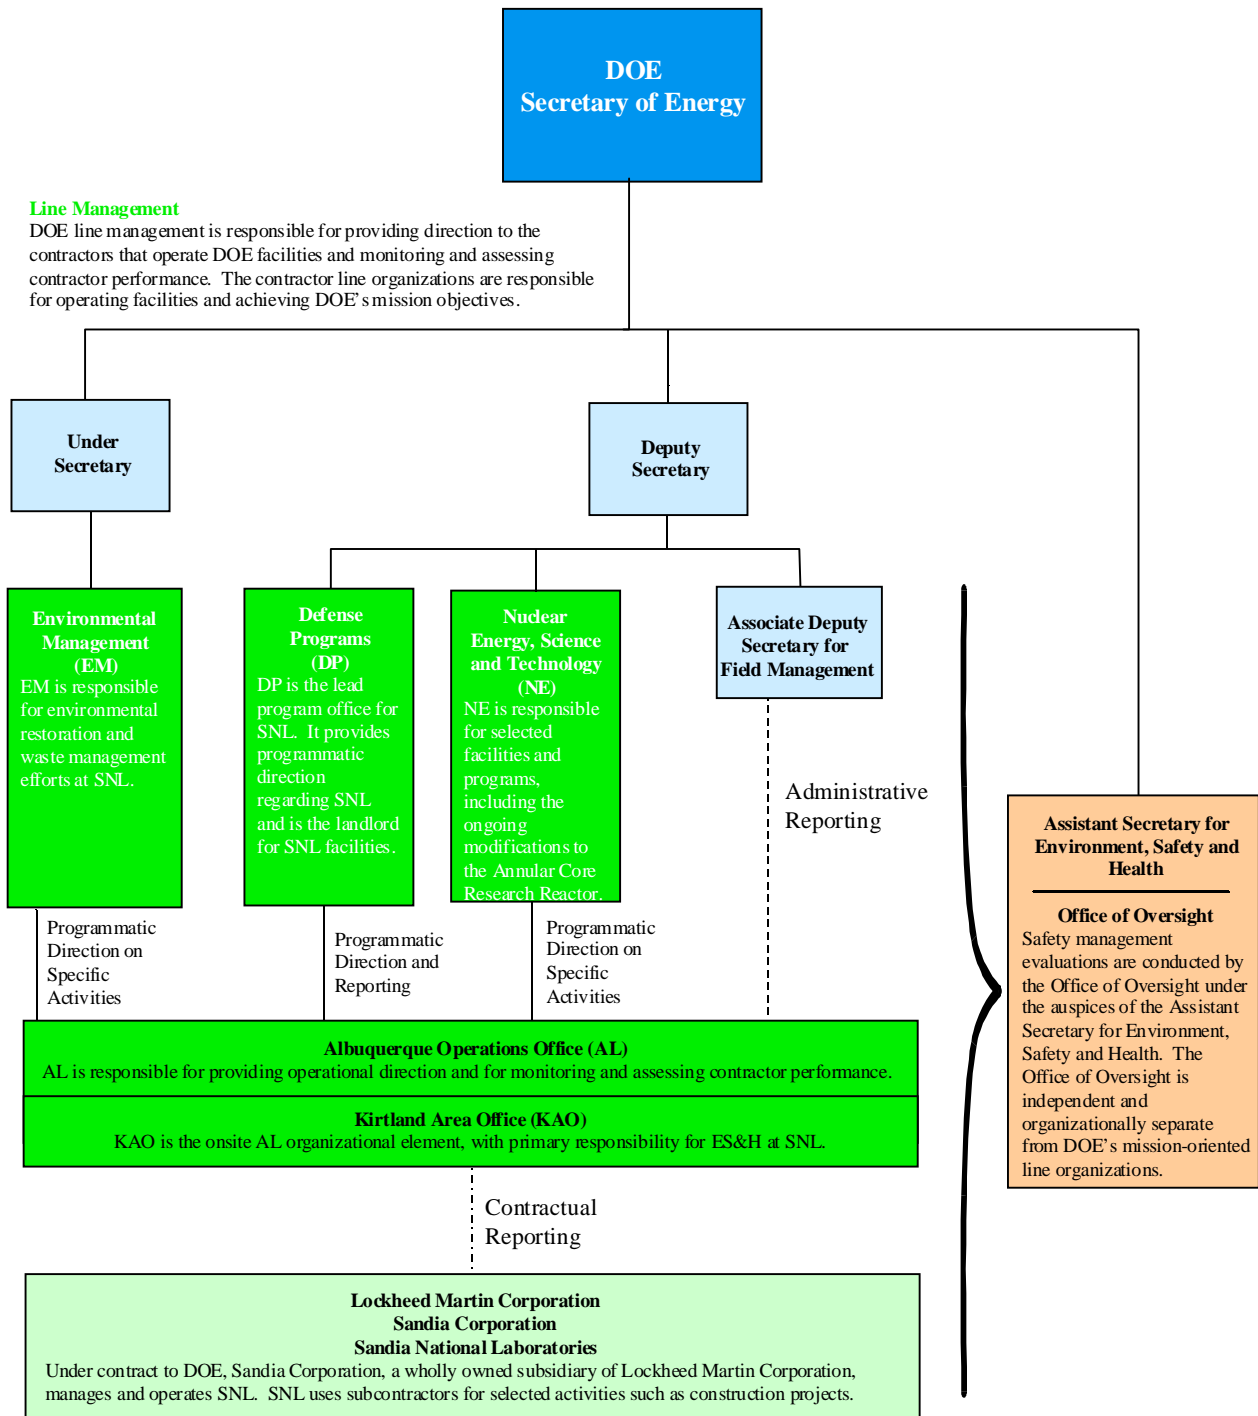 DOE
Secretary of Energy
Line Management
DOE line management is responsible for providing direction to the
contractors that operate DOE facilities and monitoring and assessing
contractor performance.  The contractor line organizations are responsible
for operating facilities and achieving DOE’s mission objectives.
Under
Secretary
Deputy
Secretary
Environmental
Management
(EM)
EM is responsible
for environmental
restoration and
waste management
efforts at SNL.
Defense
Programs
(DP)
DP is the lead
program office for
SNL.  It provides
programmatic
direction
regarding SNL
and is the landlord
for SNL facilities.
Nuclear
Energy, Science
and Technology
(NE)
NE is responsible
for selected
facilities and
programs,
including the
ongoing
modifications to
the Annular Core
Research Reactor.
Associate Deputy
Secretary for
Field Management
Administrative
Reporting
Assistant Secretary for
Environment, Safety and
Health
Office of Oversight
Safety management
evaluations are conducted by
the Office of Oversight under
the auspices of the Assistant
Secretary for Environment,
Safety and Health.  The
Office of Oversight is
independent and
organizationally separate
from DOE’s mission-oriented
line organizations.
Programmatic
Direction on
Specific
Activities
Programmatic
Direction and
Reporting
Programmatic
Direction on
Specific
Activities
Albuquerque Operations Office (AL)
AL is responsible for providing operational direction and for monitoring and assessing contractor performance.
Kirtland Area Office (KAO)
KAO is the onsite AL organizational element, with primary responsibility for ES&H at SNL.
Contractual
Reporting
Lockheed Martin Corporation
Sandia Corporation
Sandia National Laboratories
Under contract to DOE, Sandia Corporation, a wholly owned subsidiary of Lockheed Martin Corporation,
manages and operates SNL.  SNL uses subcontractors for selected activities such as construction projects.